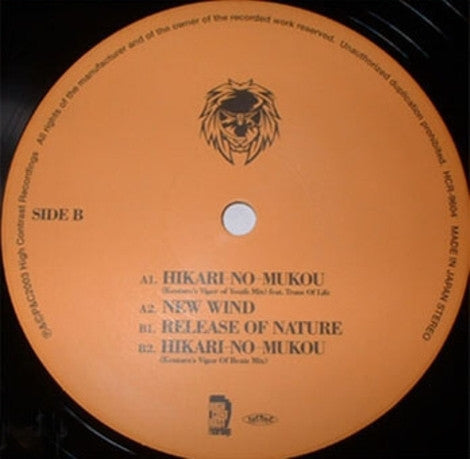 All rights of the manufacturer and of the owner of the recorded work reserved. Unauthorized duplication prohibited. HCR-9604 MADE IN JAPAN STEREO
SIDE B
A1. HIKARI-NO-MUKOU
(Kentaro's Vigor of Youth Mix) feat. Truss Of Life
A2. NEW WIND
B1. RELEASE OF NATURE
B2. HIKARI-NO-MUKOU
(Kentaro's Vigor Of Beats Mix)
2003 High Contrast Recordings